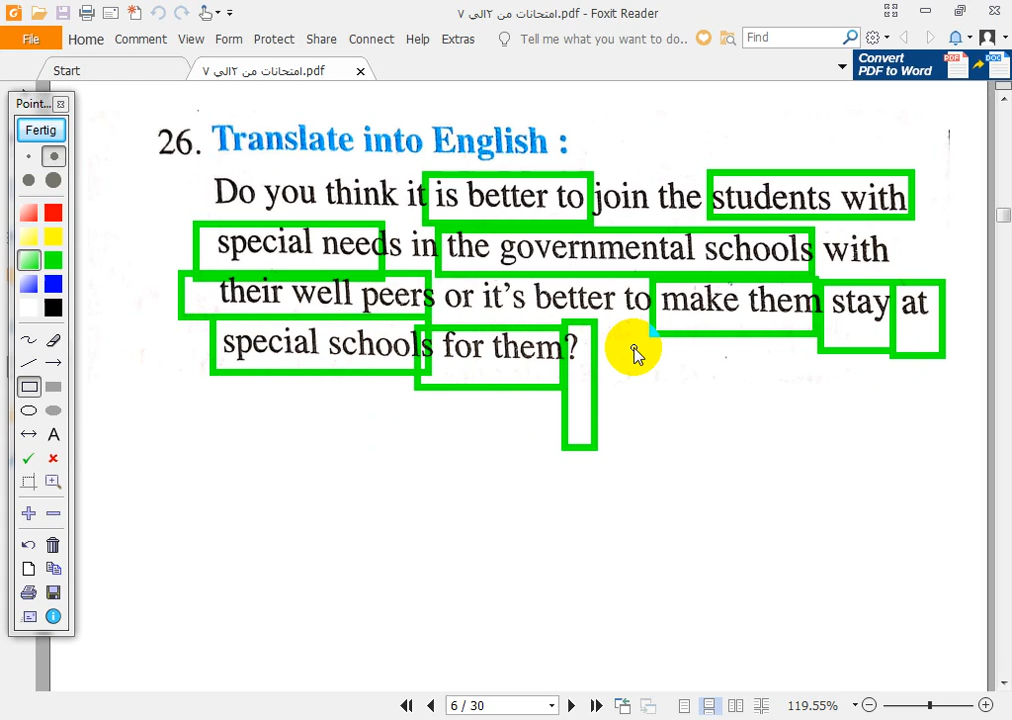 امتحانات من ٢الي ٧.pdf - Foxit Reader
File Home Comment View Form Protect Share Connect Help Extras Tell me what you want to do.. Find
Start
امتحانات من ٢الي ٧.pdf
Convert
PDF to Word
PDF
DOC
Point...
Fertig
A
26. Translate into English :
Do you think it is better to join the students with
special needs in the governmental schools with
their well peers or it's better to make them stay at
special schools for them?
6 / 30
119.55%